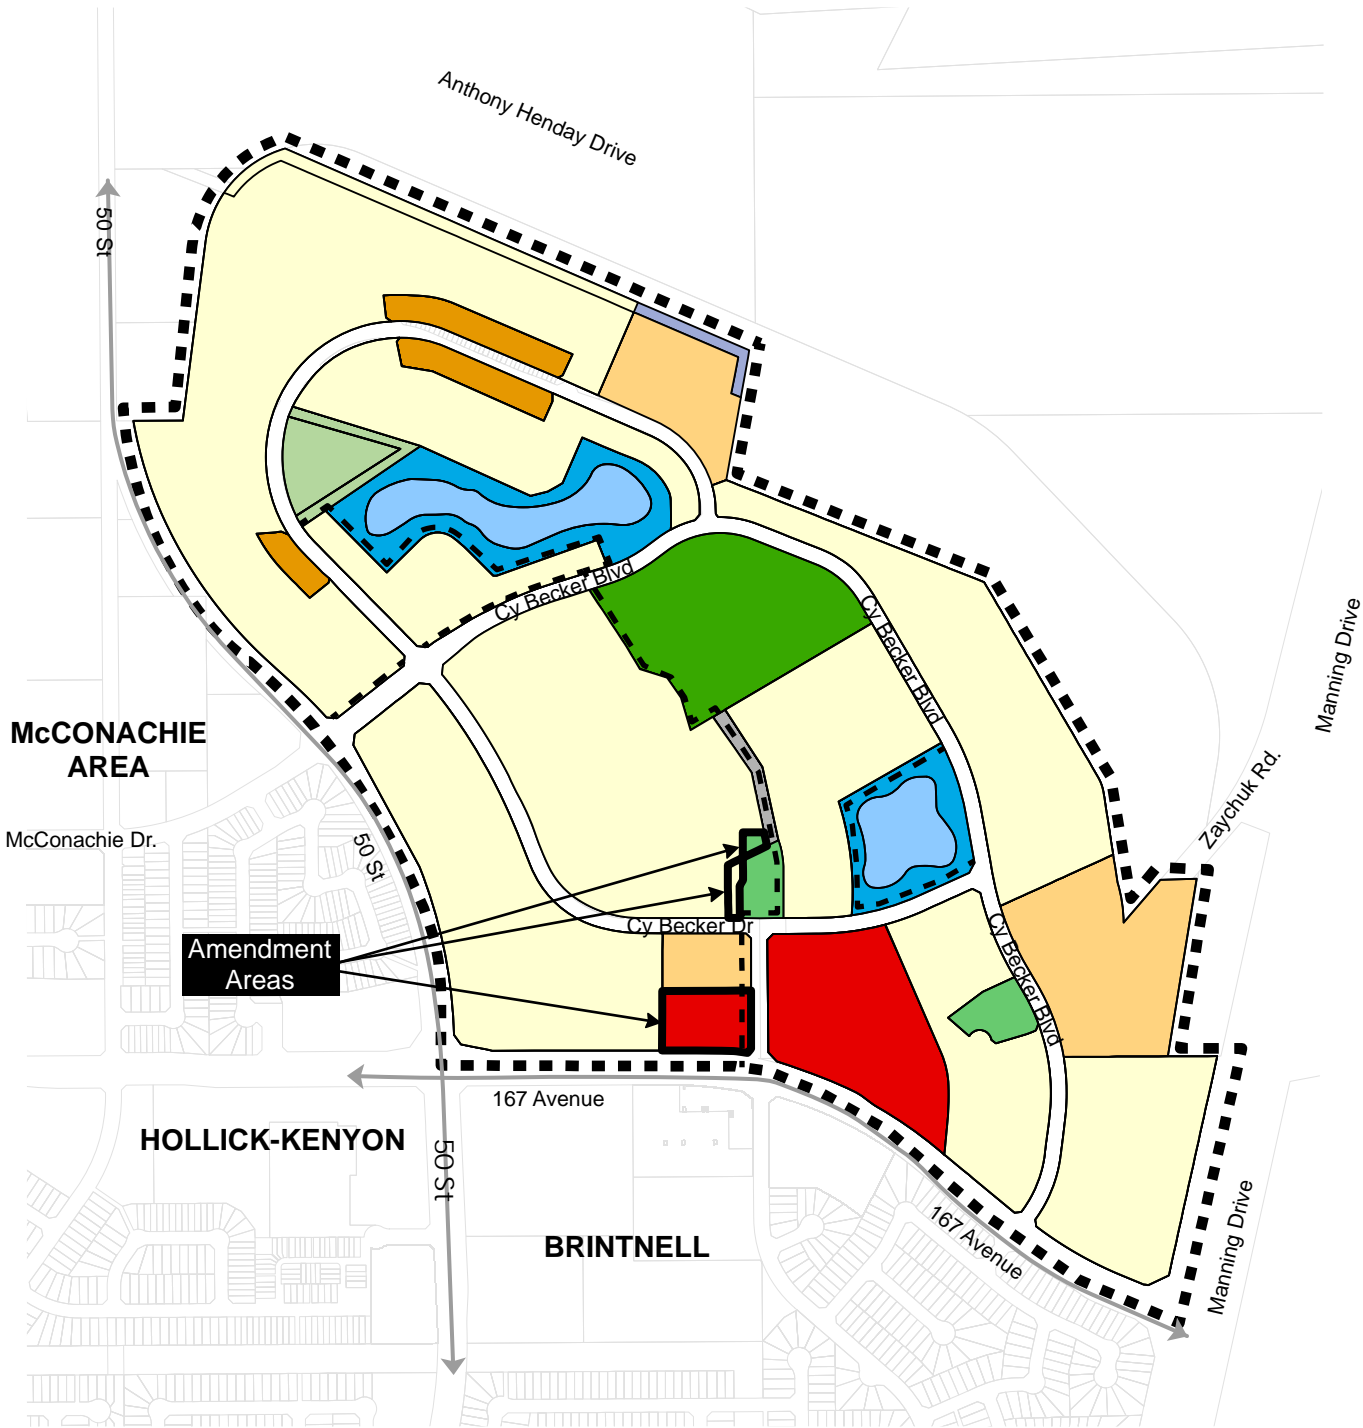 Anthony Henday Drive
50 St
Cy Becker Blvd
Cy Becker Blvd
Manning Drive
McCONACHIE
AREA
Zaychuk Rd.
McConachie Dr.
50 St
Amendment
Areas
Cy Becker Dr
Cy Becker Blvd
167 Avenue
HOLLICK-KENYON
50 St
BRINTNELL
167 Avenue
Manning Drive